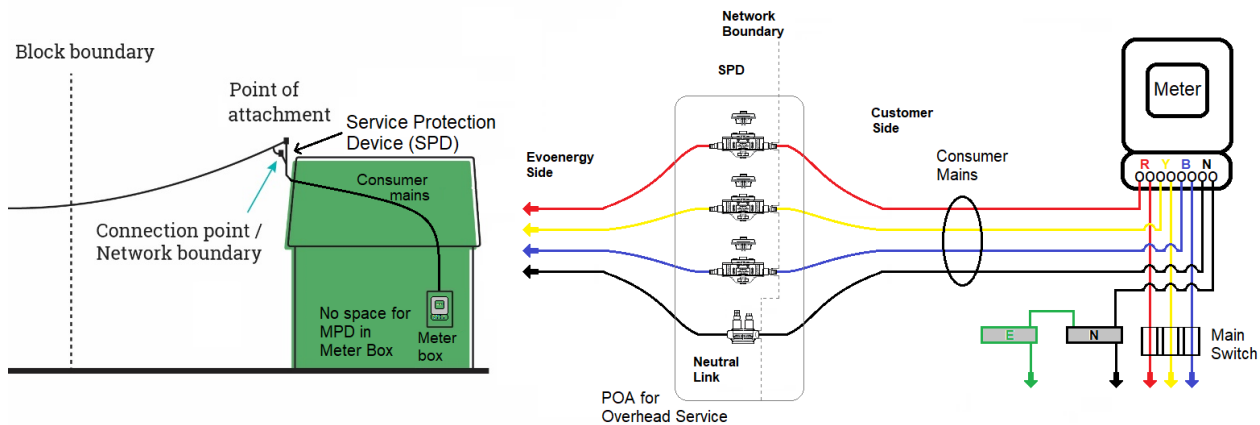 Block boundary
Point of
attachment
Service Protection
Device (SPD)
Consumer
mains
Connection point /
Network boundary
No space for
MPD in
Meter Box
Meter
box
Network
Boundary
SPD
Evoenergy
Side
Customer
Side
Consumer
Mains
Meter
R Y B N
E
N
Main
Switch
Neutral
Link
POA for
Overhead Service